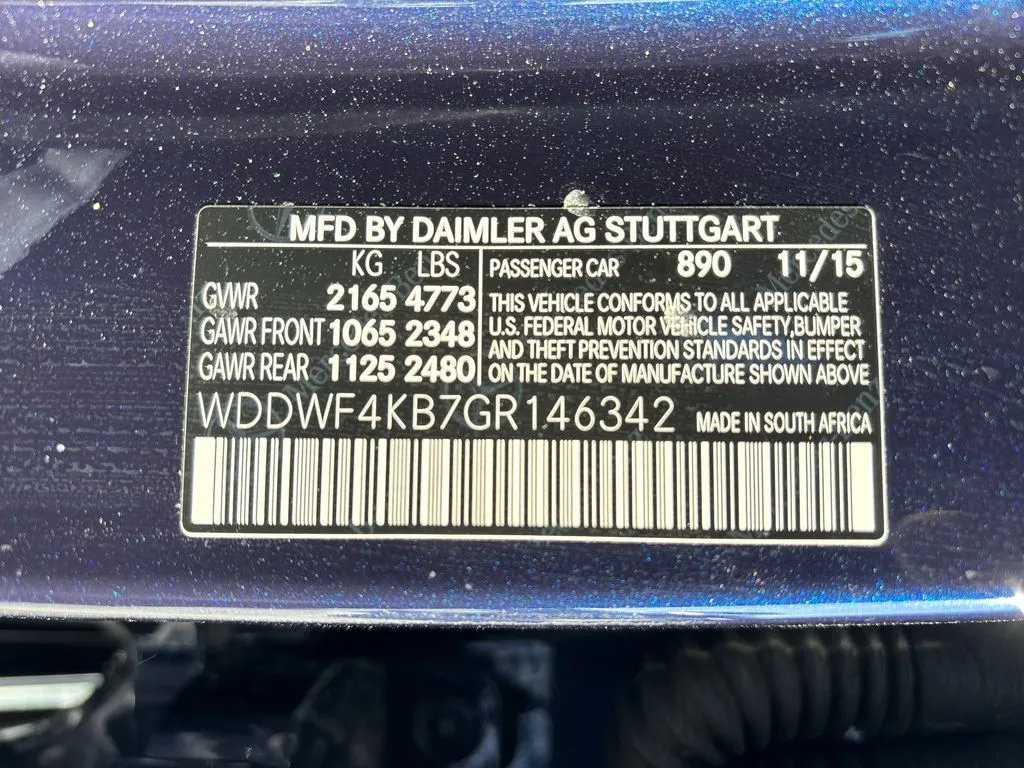 MFD BY DAIMLER AG STUTTGART
KG LBS
GVWR 2165 4773
GAWR FRONT 1065 2348
GAWR REAR 1125 2480
PASSENGER CAR 890 11/15
THIS VEHICLE CONFORMS TO ALL APPLICABLE
U.S. FEDERAL MOTOR VEHICLE SAFETY,BUMPER
AND THEFT PREVENTION STANDARDS IN EFFECT
ON THE DATE OF MANUFACTURE SHOWN ABOVE
WDDWF4KB7GR146342 MADE IN SOUTH AFRICA